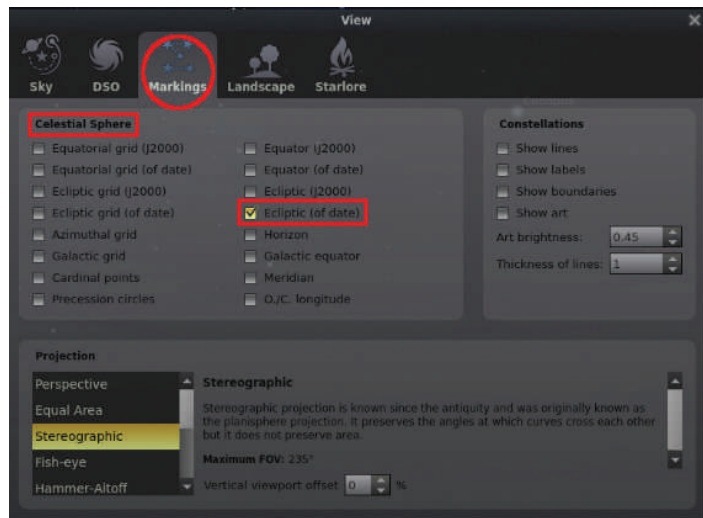 View
Sky DSO Markings Landscape Starlore
Celestial Sphere
Equatorial grid (J2000)
Equatorial grid (of date)
Ecliptic grid (J2000)
Ecliptic grid (of date)
Azimuthal grid
Galactic grid
Cardinal points
Precession circles
Equator (J2000)
Equator (of date)
Ecliptic (J2000)
Ecliptic (of date)
Horizon
Galactic equator
Meridian
O./C. longitude
Constellations
Show lines
Show labels
Show boundaries
Show art
Art brightness: 0.45
Thickness of lines: 1
Projection
Perspective
Equal Area
Stereographic
Fish-eye
Hammer-Aitoff
Stereographic
Stereographic projection is known since the antiquity and was originally known as
the planisphere projection. It preserves the angles at which curves cross each other
but it does not preserve area.
Maximum FOV: 235°
Vertical viewport offset 0 %